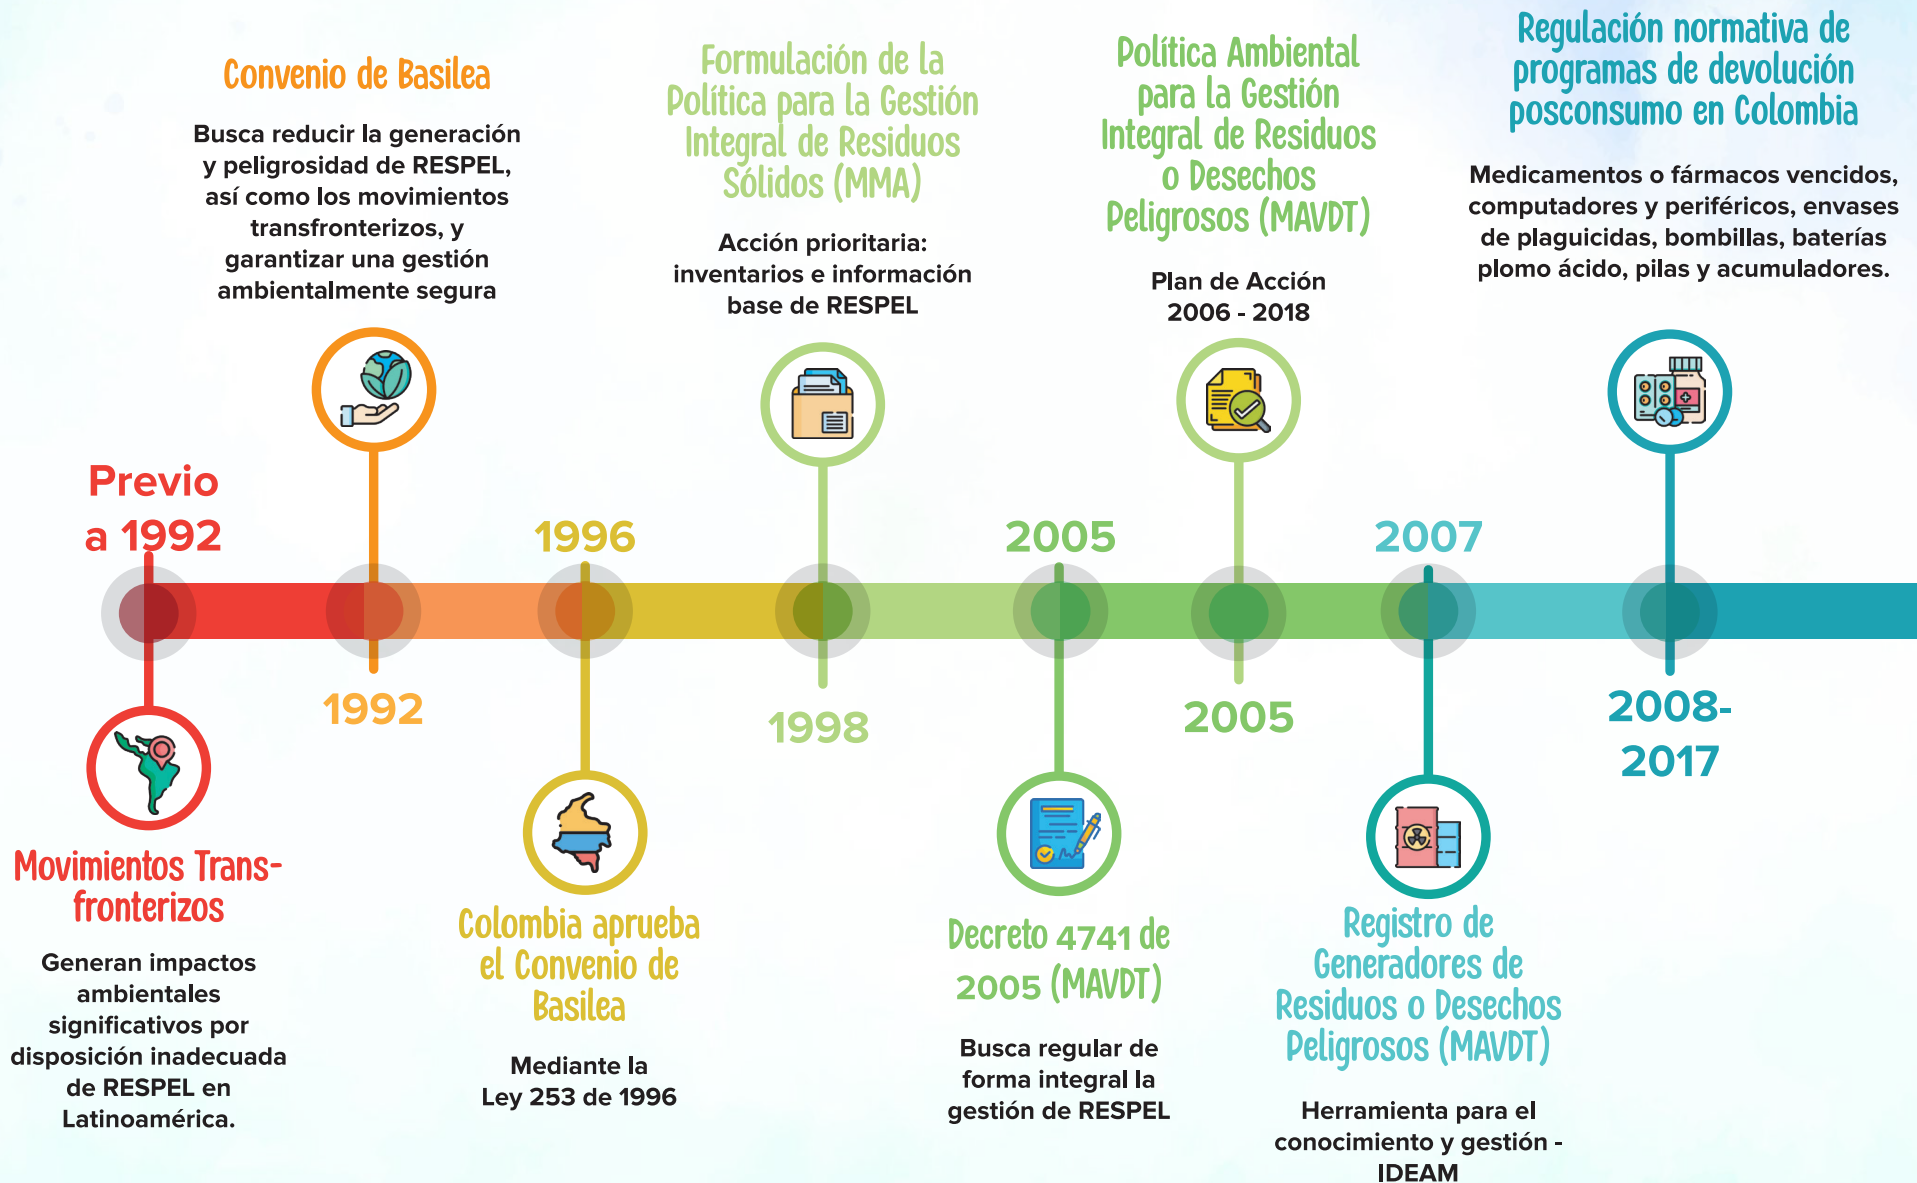 Convenio de Basilea
Busca reducir la generación
y peligrosidad de RESPEL,
así como los movimientos
transfronterizos, y
garantizar una gestión
ambientalmente segura
Formulación de la
Política para la Gestión
Integral de Residuos
Sólidos (MMA)
Acción prioritaria:
inventarios e información
base de RESPEL
Política Ambiental
para la Gestión
Integral de Residuos
o Desechos
Peligrosos (MAVDT)
Plan de Acción
2006 - 2018
Regulación normativa de
programas de devolución
posconsumo en Colombia
Medicamentos o fármacos vencidos,
computadores y periféricos, envases
de plaguicidas, bombillas, baterías
plomo ácido, pilas y acumuladores.
Previo
a 1992
1996
2005
2007
1992
1998
2005
2008-
2017
Movimientos Trans-
fronterizos
Generan impactos
ambientales
significativos por
disposición inadecuada
de RESPEL en
Latinoamérica.
Colombia aprueba
el Convenio de
Basilea
Mediante la
Ley 253 de 1996
Decreto 4741 de
2005 (MAVDT)
Busca regular de
forma integral la
gestión de RESPEL
Registro de
Generadores de
Residuos o Desechos
Peligrosos (MAVDT)
Herramienta para el
conocimiento y gestión -
IDEAM